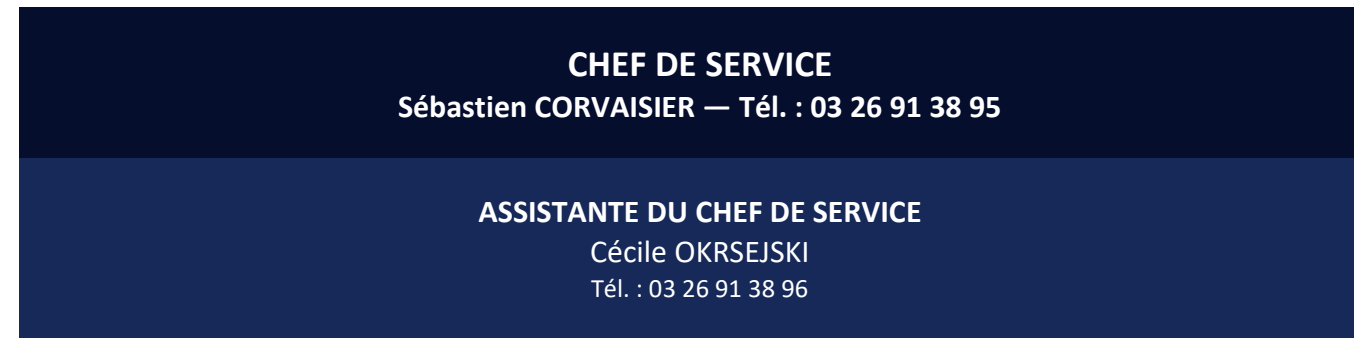 CHEF DE SERVICE
Sébastien CORVAISIER — Tél. : 03 26 91 38 95
ASSISTANTE DU CHEF DE SERVICE
Cécile OKRSEJSKI
Tél. : 03 26 91 38 96